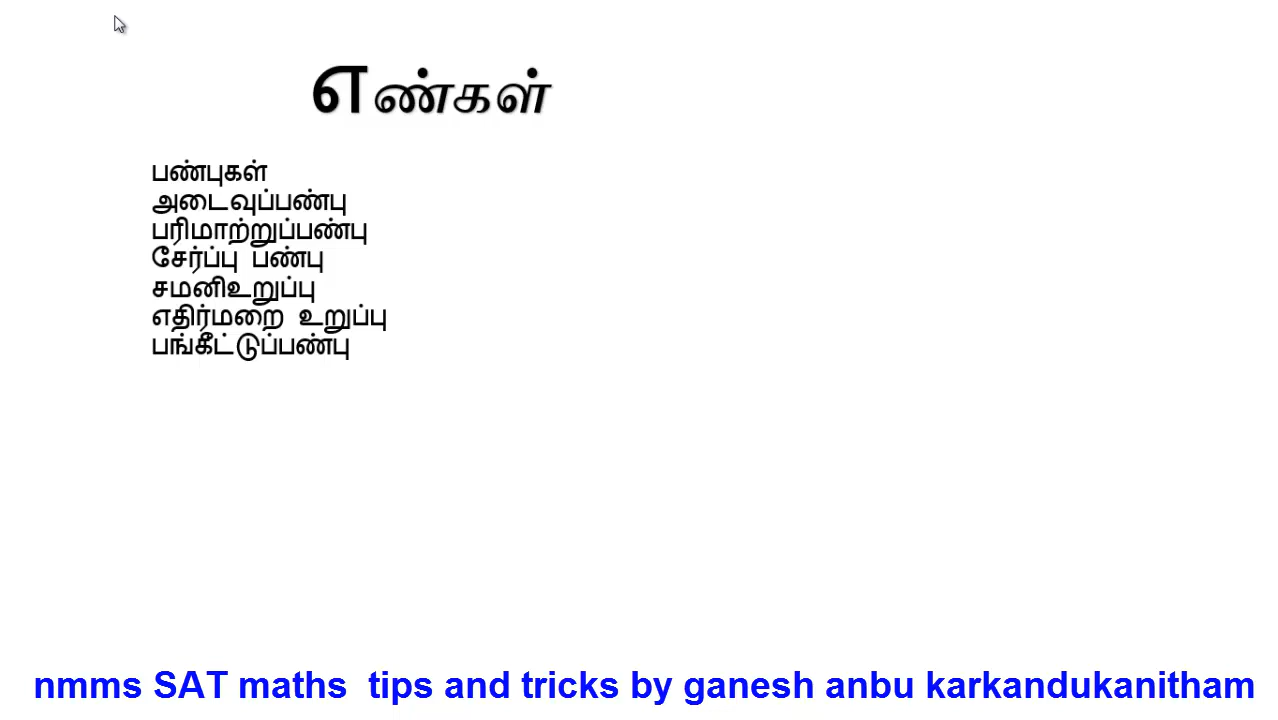 எண்கள்
பண்புகள்
அடைவுப்பண்பு
பரிமாற்றுப்பண்பு
சேர்ப்பு பண்பு
சமனிஉறுப்பு
எதிர்மறை உறுப்பு
பங்கீட்டுப்பண்பு
nmms SAT maths  tips and tricks by ganesh anbu karkandukanitham